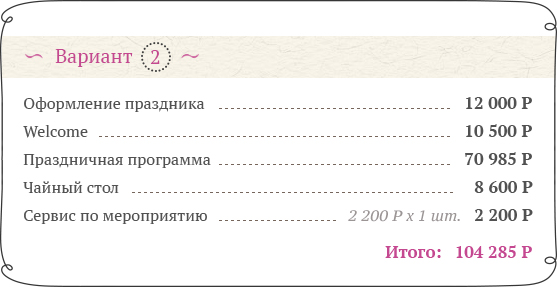 Вариант 2
Оформление праздника 12 000 Р
Welcome 10 500 Р
Праздничная программа 70 985 Р
Чайный стол 8 600 Р
Сервис по мероприятию 2 200 Р х 1 шт. 2 200 Р
Итого: 104 285 Р